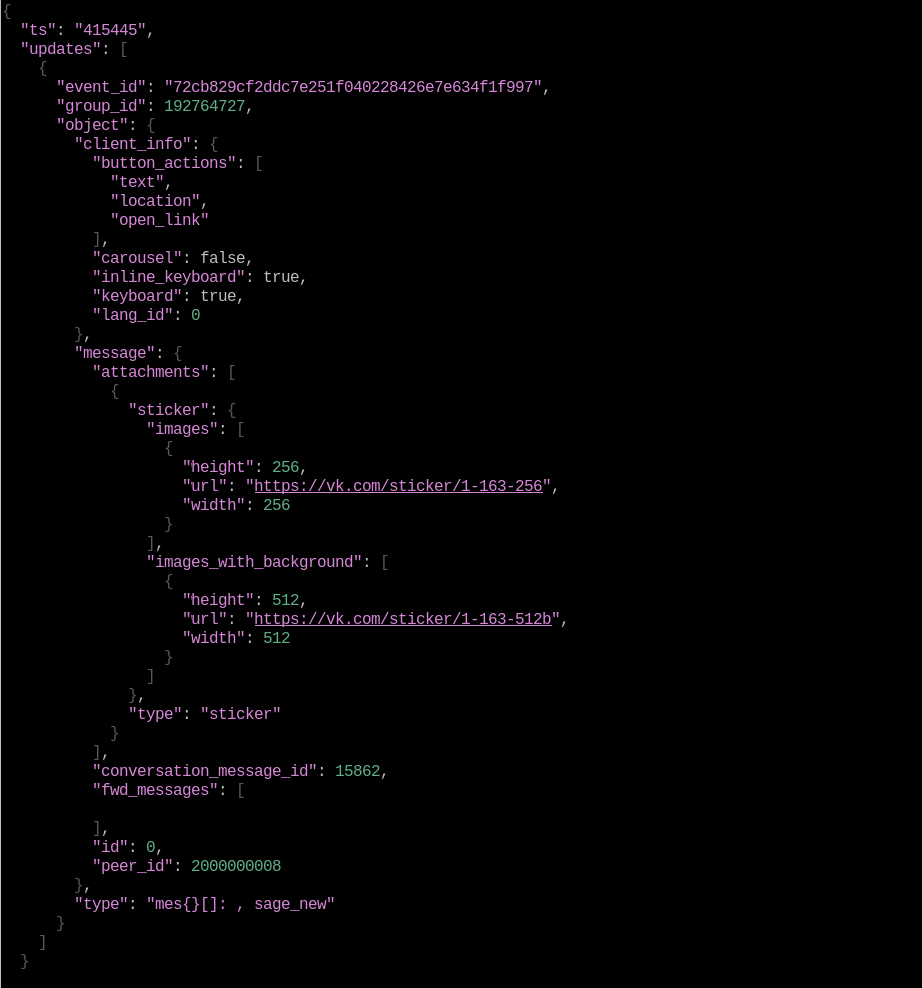 {
  "ts": "415445",
  "updates": [
    {
      "event_id": "72cb829cf2ddc7e251f040228426e7e634f1f997",
      "group_id": 192764727,
      "object": {
        "client_info": {
          "button_actions": [
            "text",
            "location",
            "open_link"
          ],
          "carousel": false,
          "inline_keyboard": true,
          "keyboard": true,
          "lang_id": 0
        },
        "message": {
          "attachments": [
            {
              "sticker": {
                "images": [
                  {
                    "height": 256,
                    "url": "https://vk.com/sticker/1-163-256",
                    "width": 256
                  }
                ],
                "images_with_background": [
                  {
                    "height": 512,
                    "url": "https://vk.com/sticker/1-163-512b",
                    "width": 512
                  }
                ]
              },
              "type": "sticker"
            }
          ],
          "conversation_message_id": 15862,
          "fwd_messages": [

          ],
          "id": 0,
          "peer_id": 2000000008
        },
        "type": "mes{}[]: , sage_new"
      }
    ]
  }